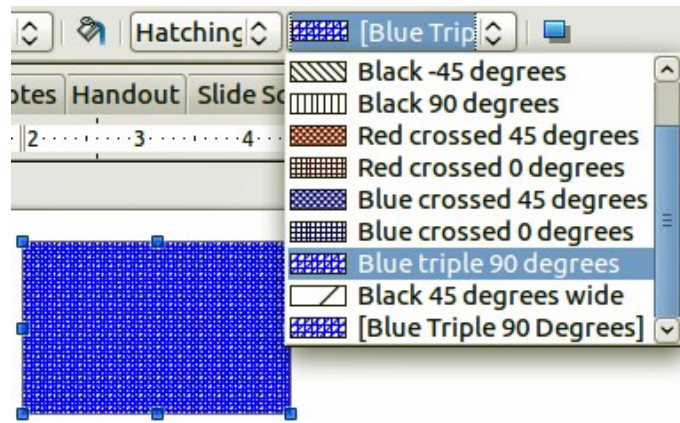 Hatching [Blue Trip
otes Handout Slide So
2 3 4
Black -45 degrees
Black 90 degrees
Red crossed 45 degrees
Red crossed 0 degrees
Blue crossed 45 degrees
Blue crossed 0 degrees
Blue triple 90 degrees
Black 45 degrees wide
[Blue Triple 90 Degrees]